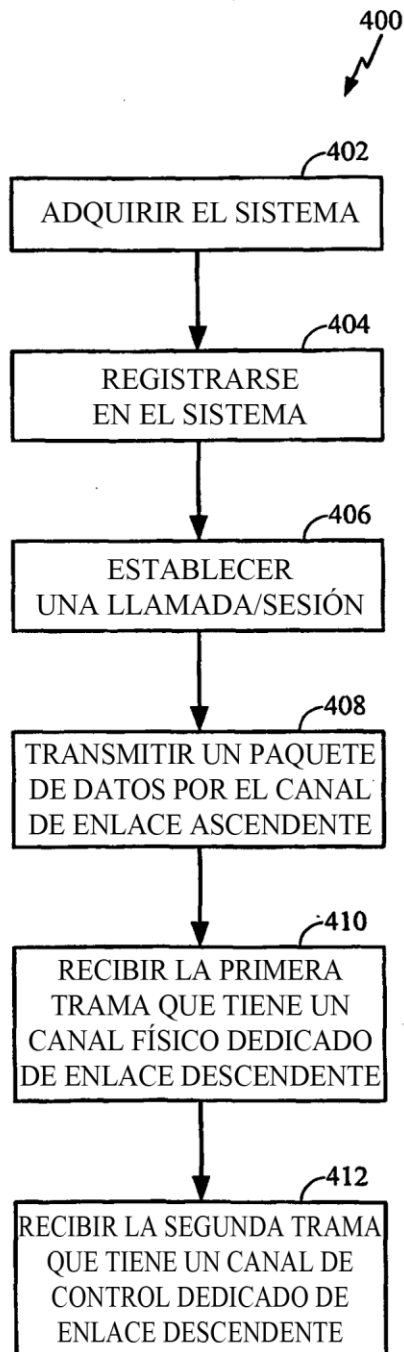 400
402
ADQUIRIR EL SISTEMA
404
REGISTRARSE
EN EL SISTEMA
406
ESTABLECER
UNA LLAMADA/SESIÓN
408
TRANSMITIR UN PAQUETE
DE DATOS POR EL CANAL
DE ENLACE ASCENDENTE
410
RECIBIR LA PRIMERA
TRAMA QUE TIENE UN
CANAL FÍSICO DEDICADO
DE ENLACE DESCENDENTE
412
RECIBIR LA SEGUNDA TRAMA
QUE TIENE UN CANAL DE
CONTROL DEDICADO DE
ENLACE DESCENDENTE